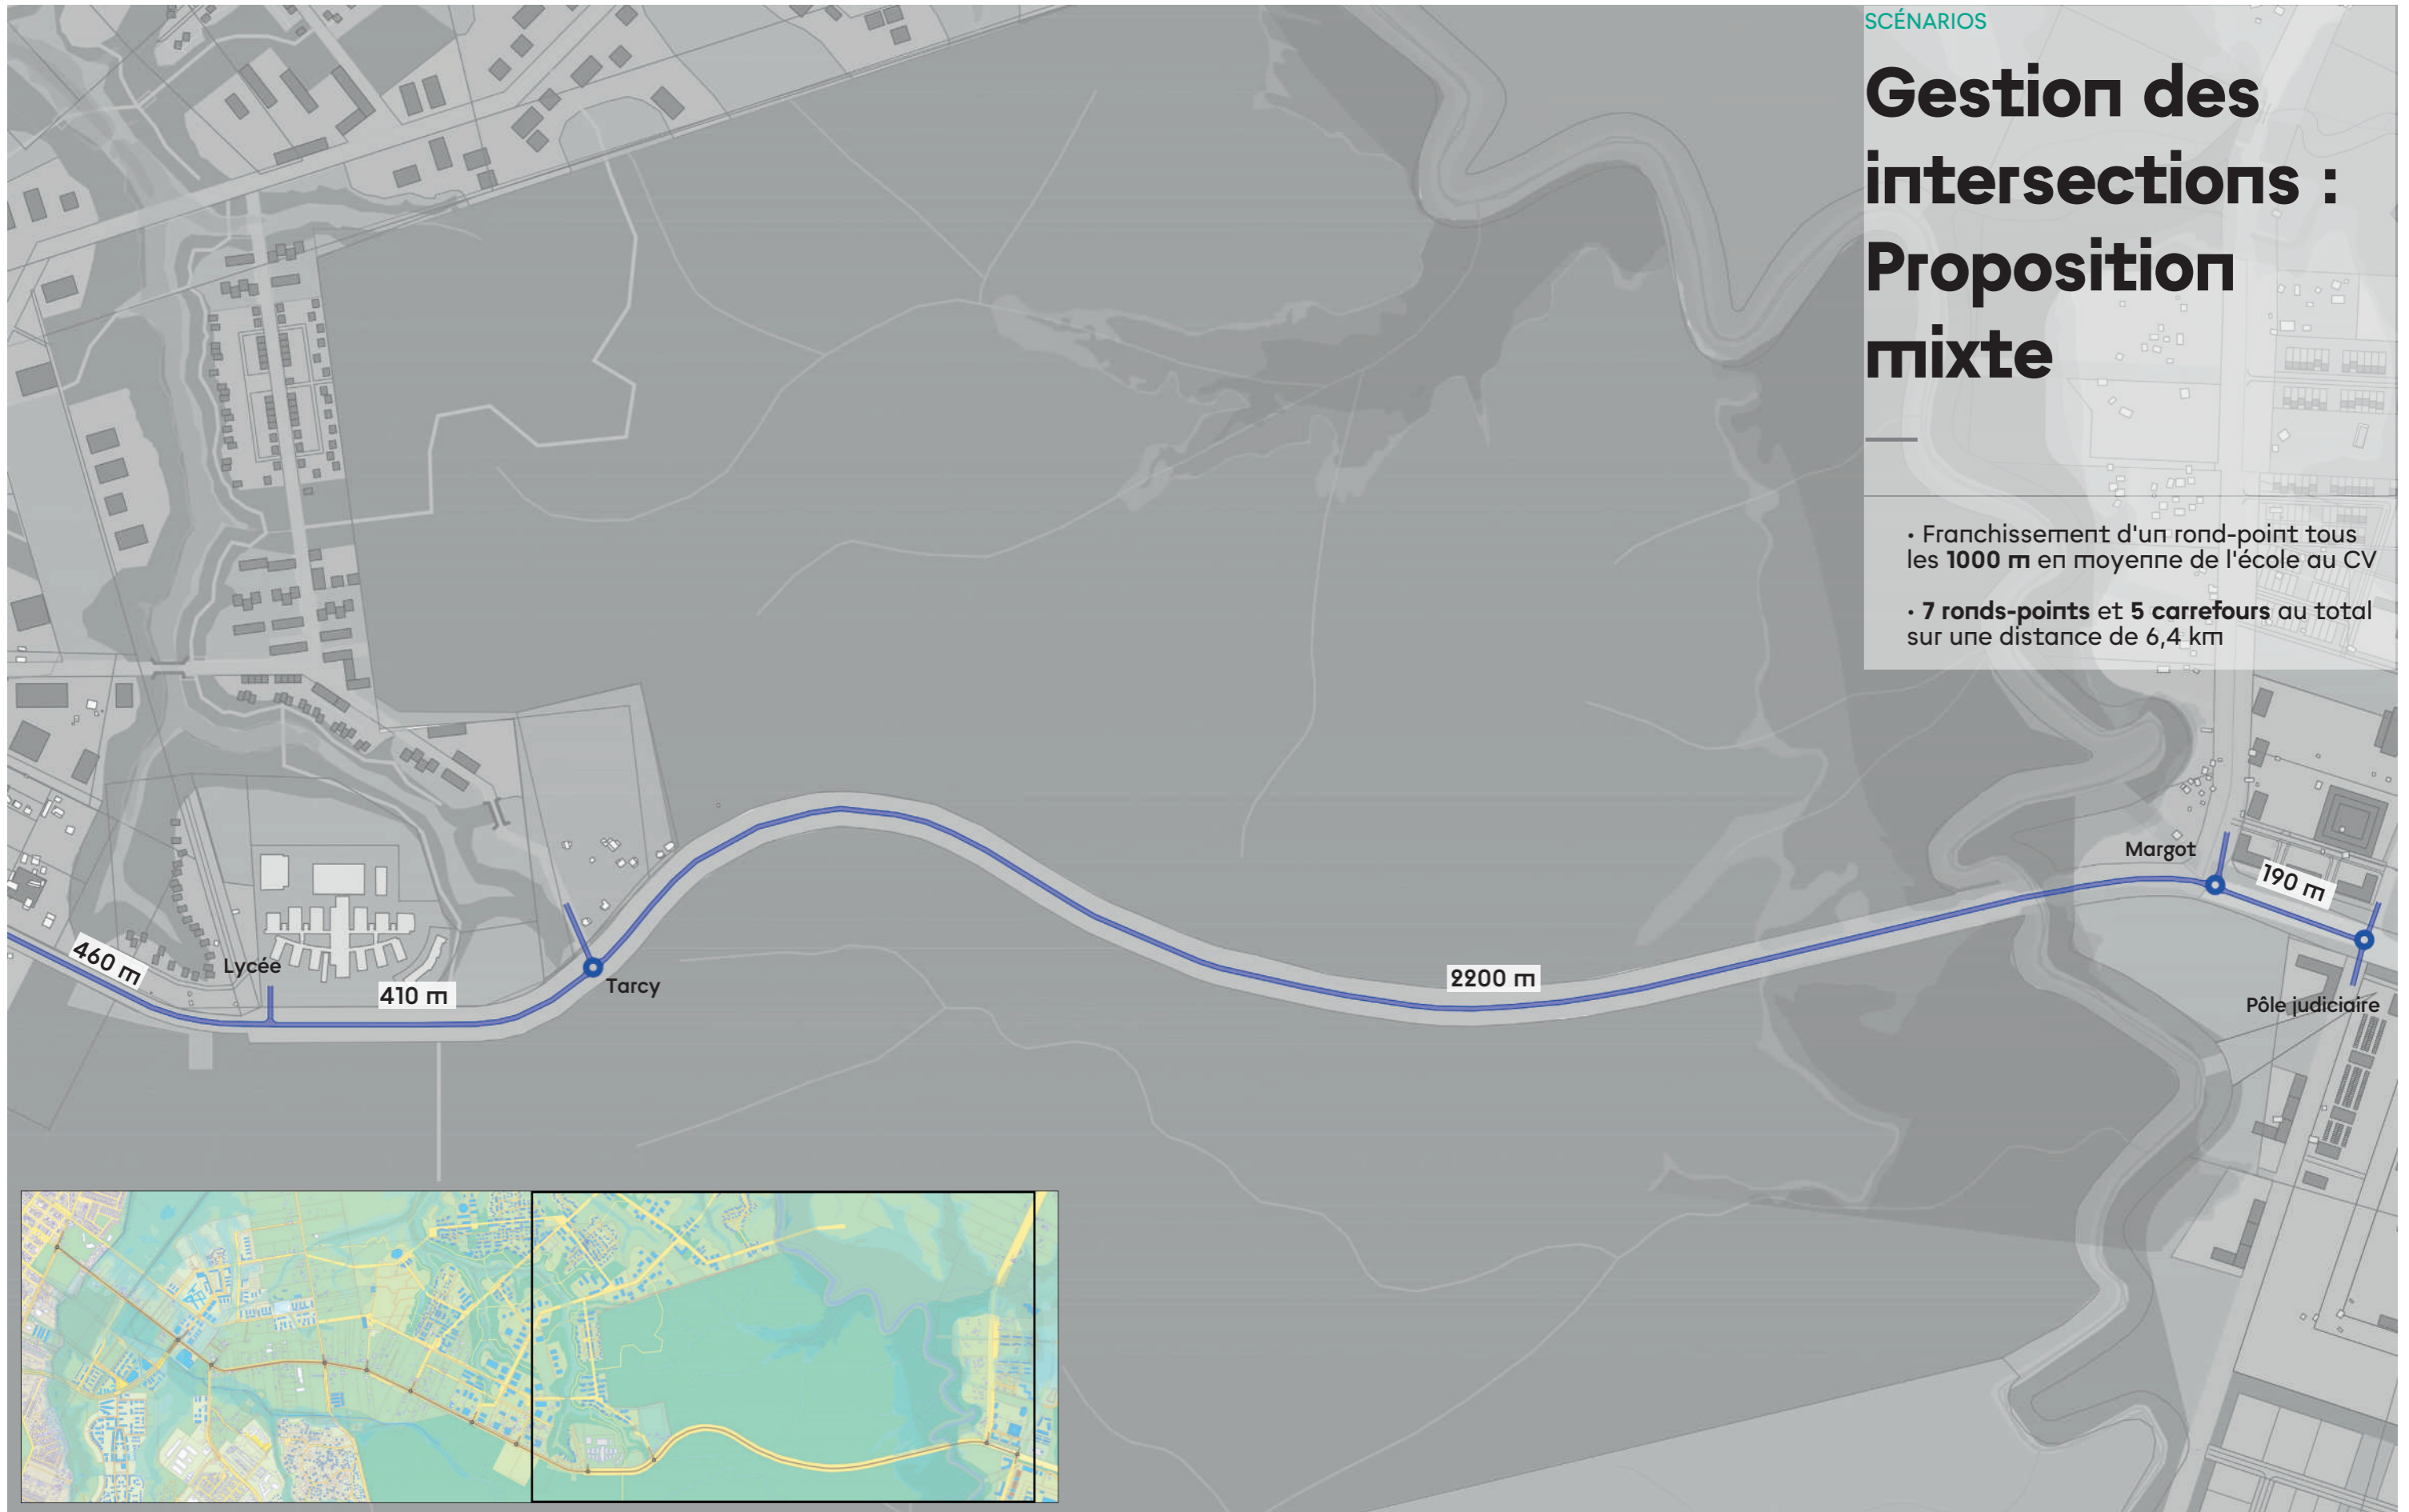 SCÉNARIOS
Gestion des
intersections :
Proposition
mixte
• Franchissement d'un rond-point tous
les 1000 m en moyenne de l'école au CV
• 7 ronds-points et 5 carrefours au total
sur une distance de 6,4 km
Margot
190 m
460 m
Lycée
410 m
Tarcy
2200 m
Pôle judiciaire